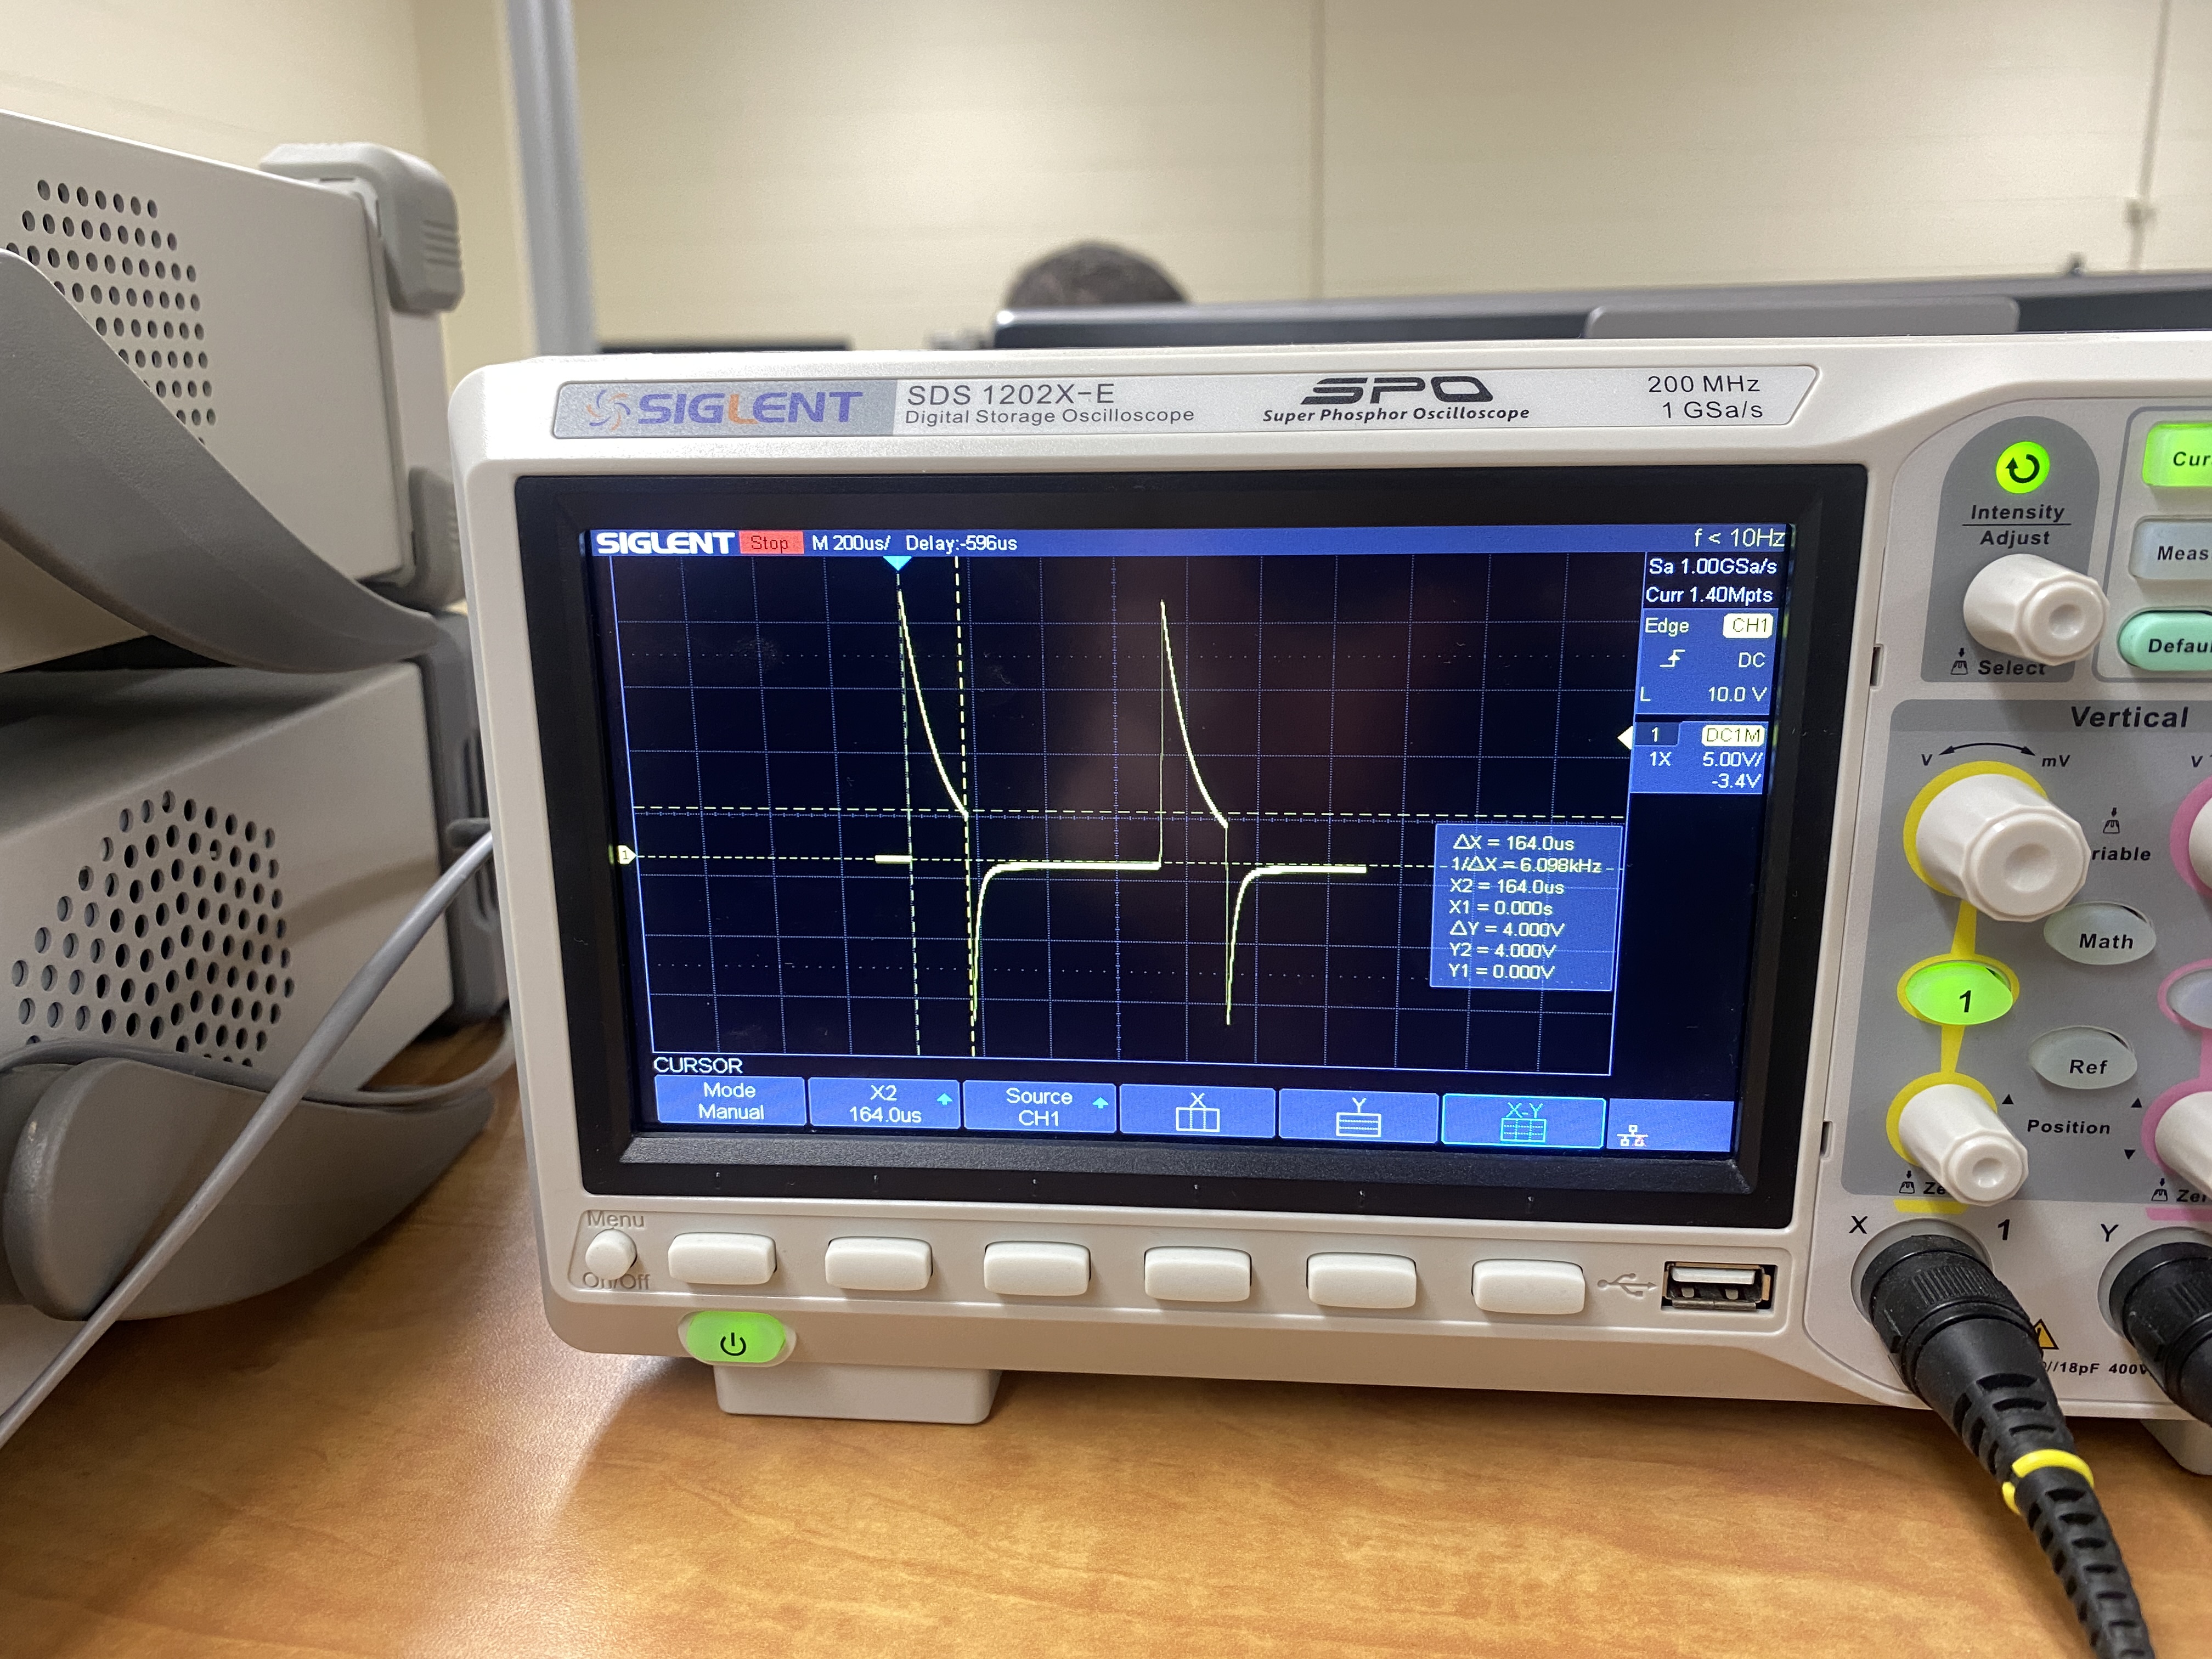 SIGLENT
SDS 1202X-E
Digital Storage Oscilloscope
SPO
Super Phosphor Oscilloscope
200 MHz
1 GSa/s
SIGLENT Stop M 200us/ Delay:-596us f < 10Hz
Sa 1.00GSa/s
Curr 1.40Mpts
Edge CH1
DC
L 10.0 V
1 DC1M
1X 5.00V/
-3.4V
1
ΔX = 164.0us
1/ΔX = 6.098kHz
X2 = 164.0us
X1 = 0.000s
ΔY = 4.000V
Y2 = 4.000V
Y1 = 0.000V
CURSOR
Mode
Manual
X2
164.0us
Source
CH1
X
Y
X-Y
Menu
On/Off
Intensity
Adjust
Select
Cur
Meas
Defau
Vertical
V mV
V
riable
Math
1
Ref
Position
Ze
Zer
X 1 Y
//18pF 400V